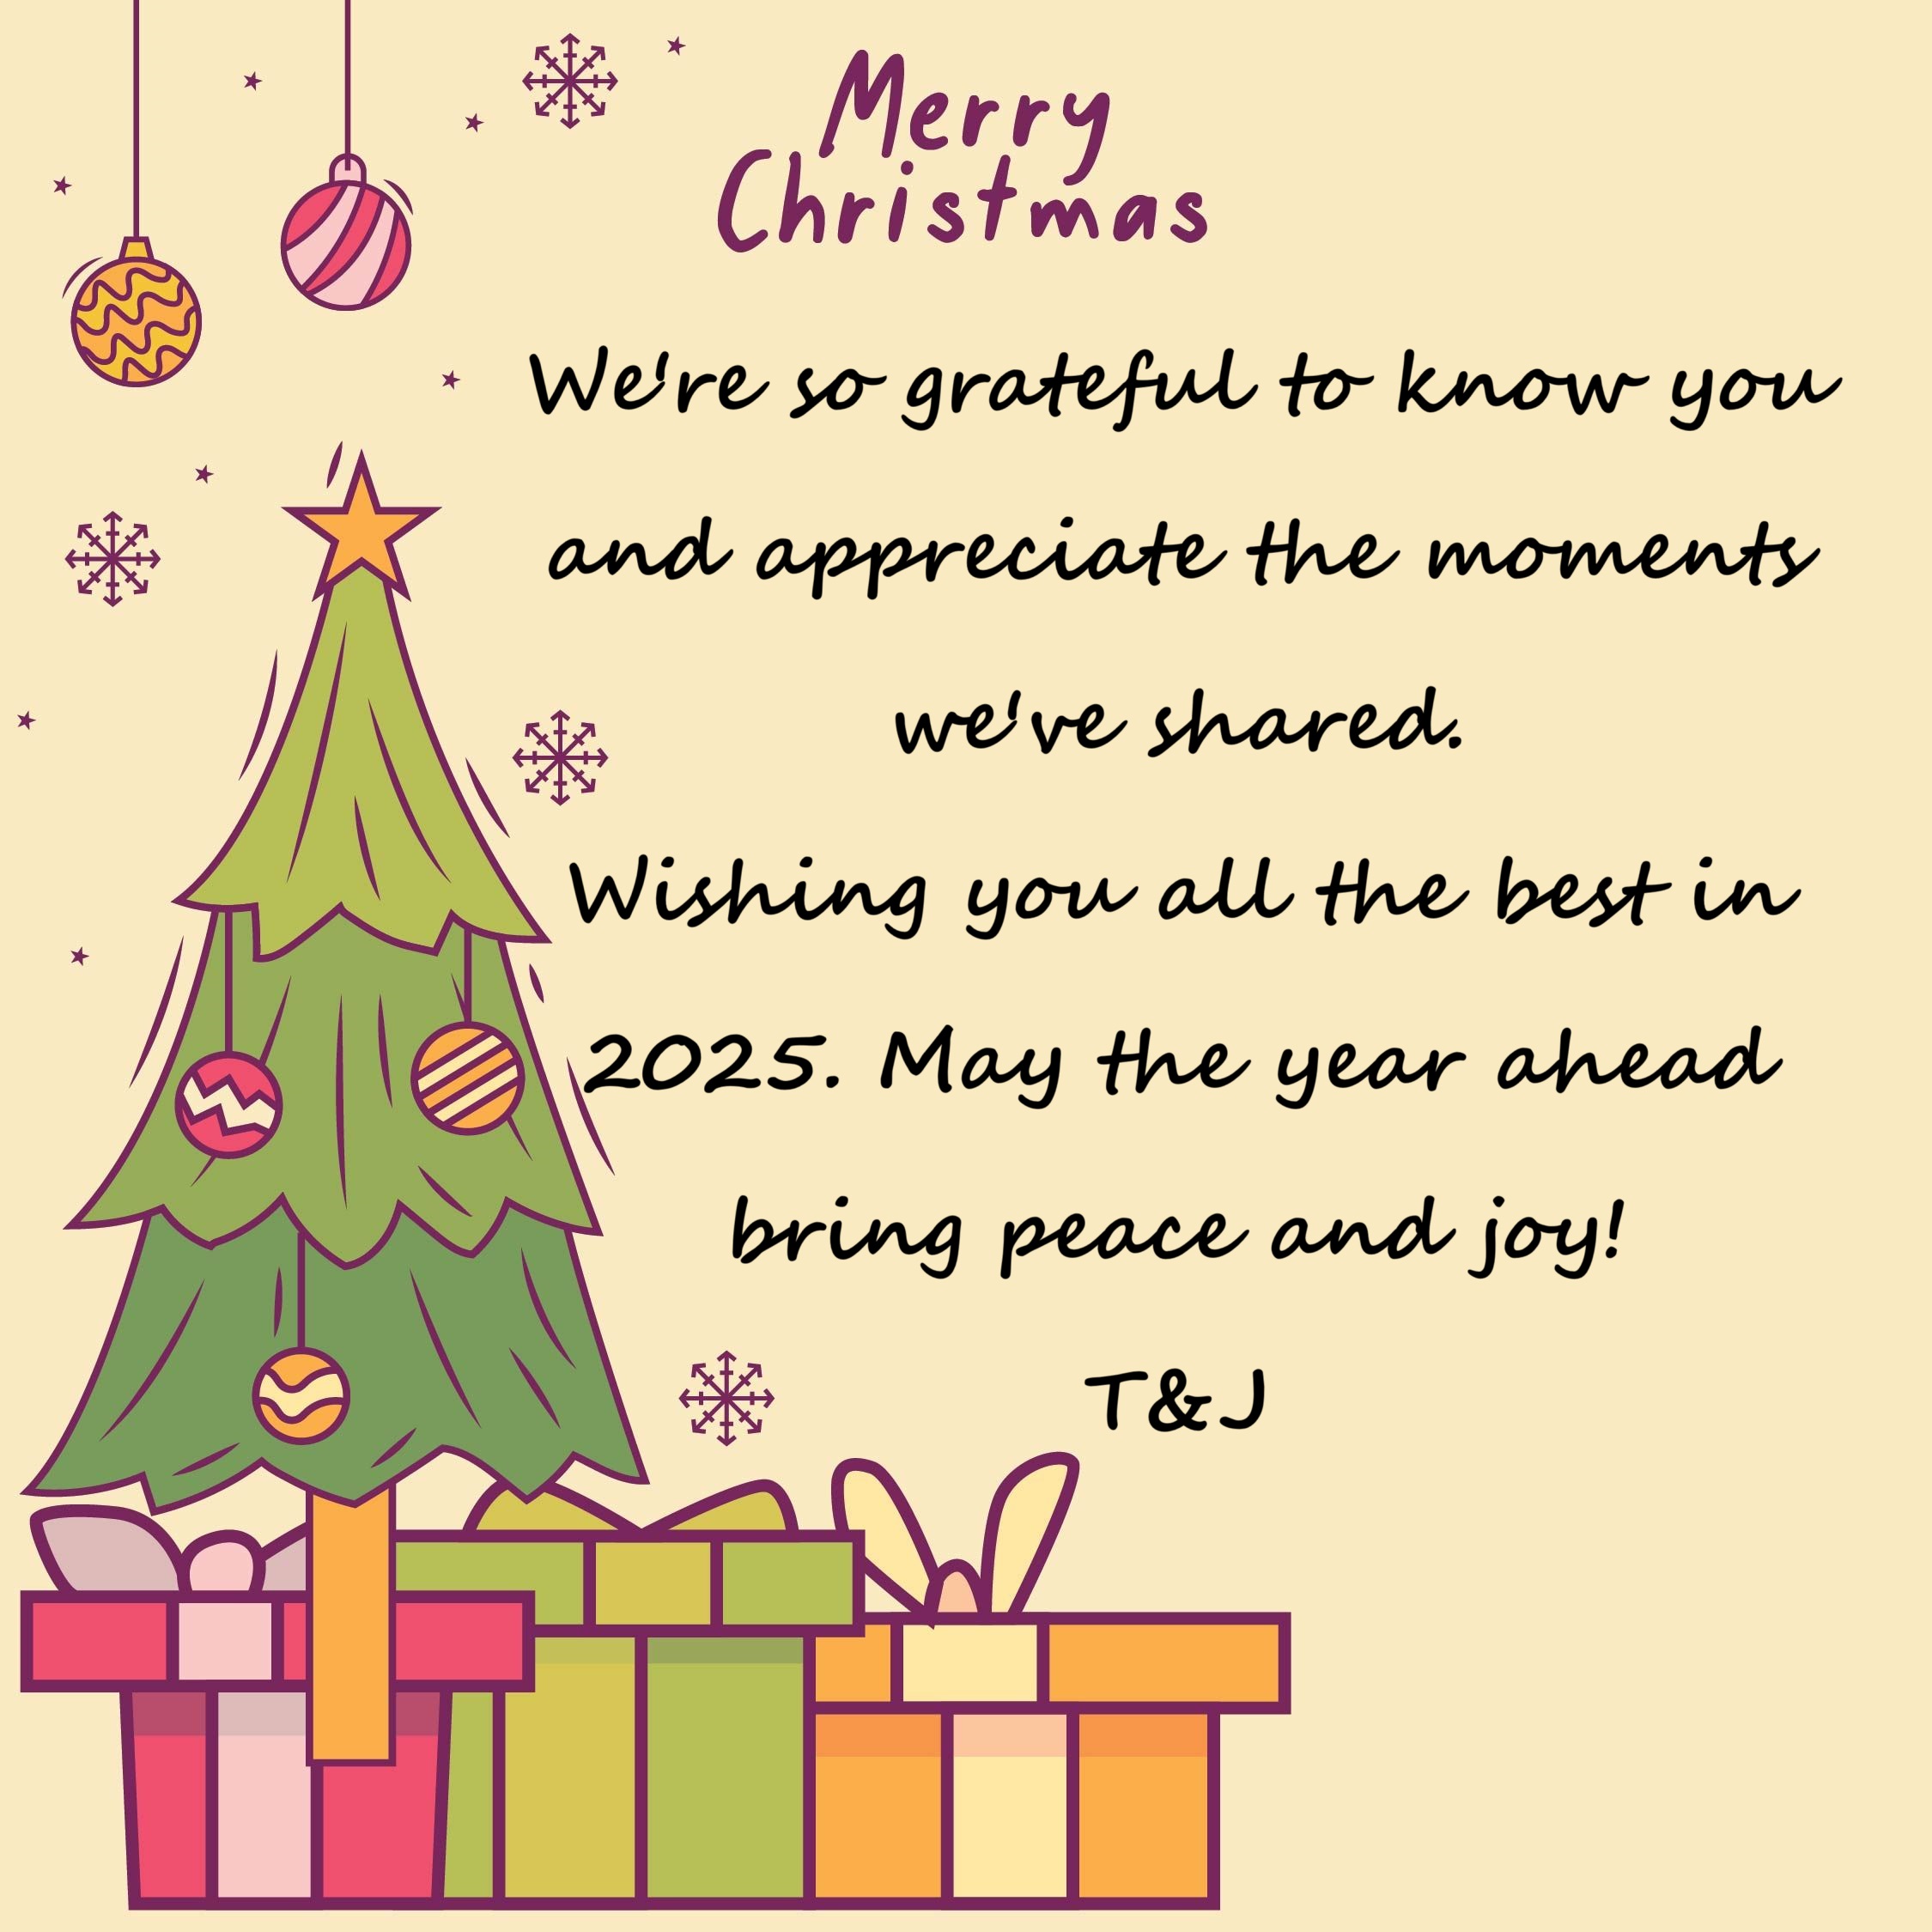 Merry
Christmas
We're so grateful to know you
and appreciate the moments
we've shared.
Wishing you all the best in
2025. May the year ahead
bring peace and joy!
T&J